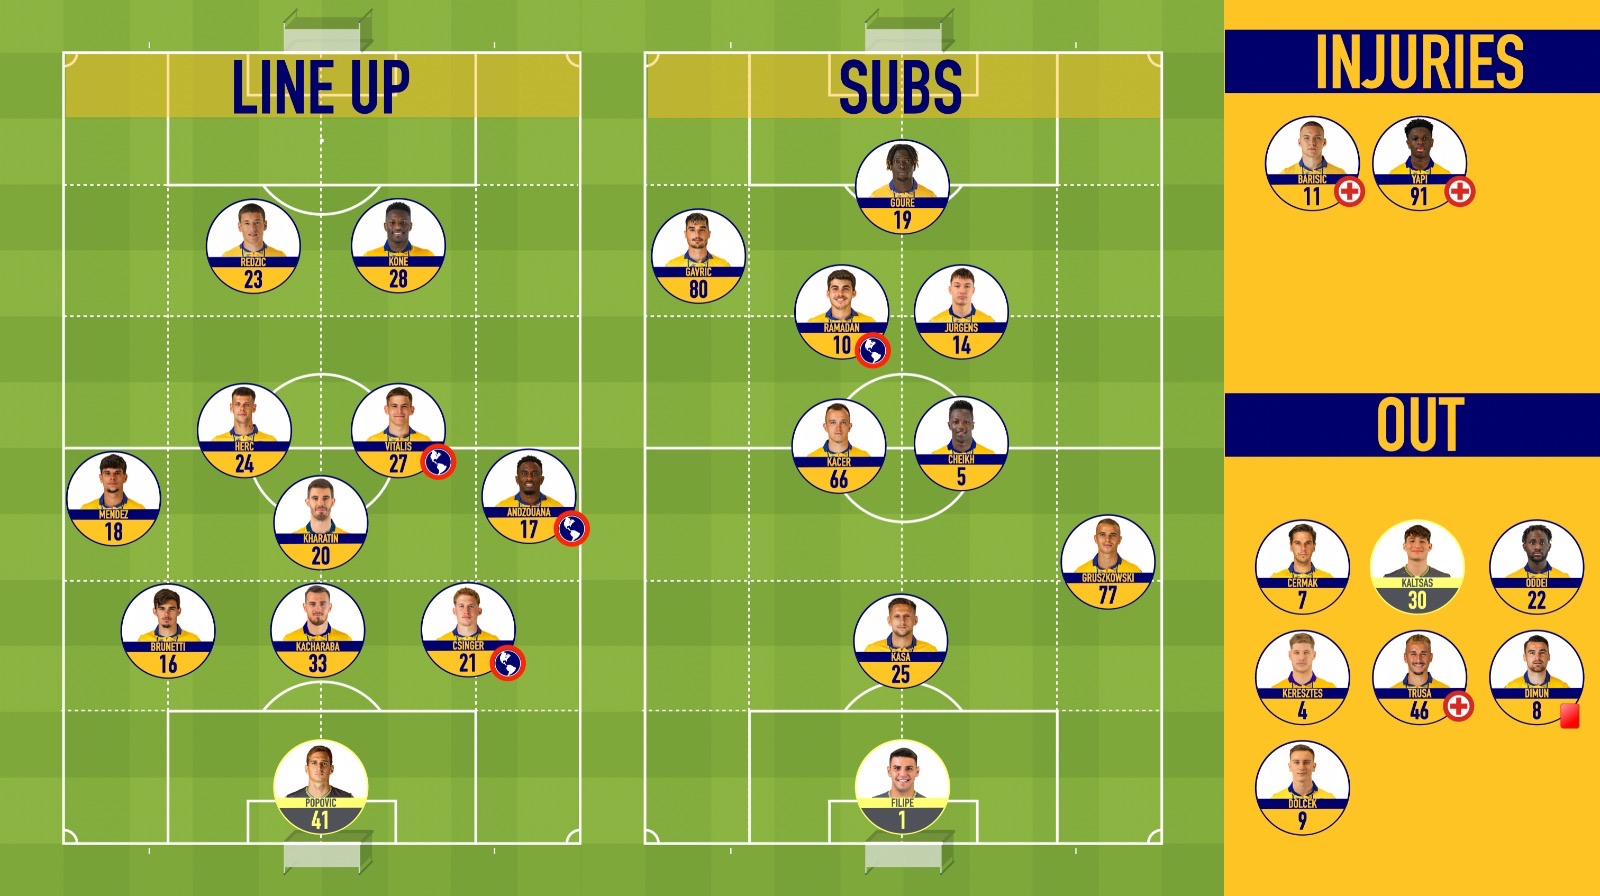 LINE UP
REDZIC
23
KONE
28
HERC
24
VITALIS
27
MENDEZ
18
KHARATIN
20
ANDZOUANA
17
BRUNETTI
16
KACHARABA
33
CSINGER
21
POPOVIC
41
SUBS
GOURE
19
GAVRIC
80
RAMADAN
10
JURGENS
14
KACER
66
CHEIKH
5
GRUSZKOWSKI
77
KASA
25
FILIPE
1
INJURIES
BARISIC
11
YAPI
91
OUT
CERMAK
7
KALTSAS
30
ODDEI
22
KERESZTES
4
TRUSA
46
DIMUN
8
DOLCEK
9